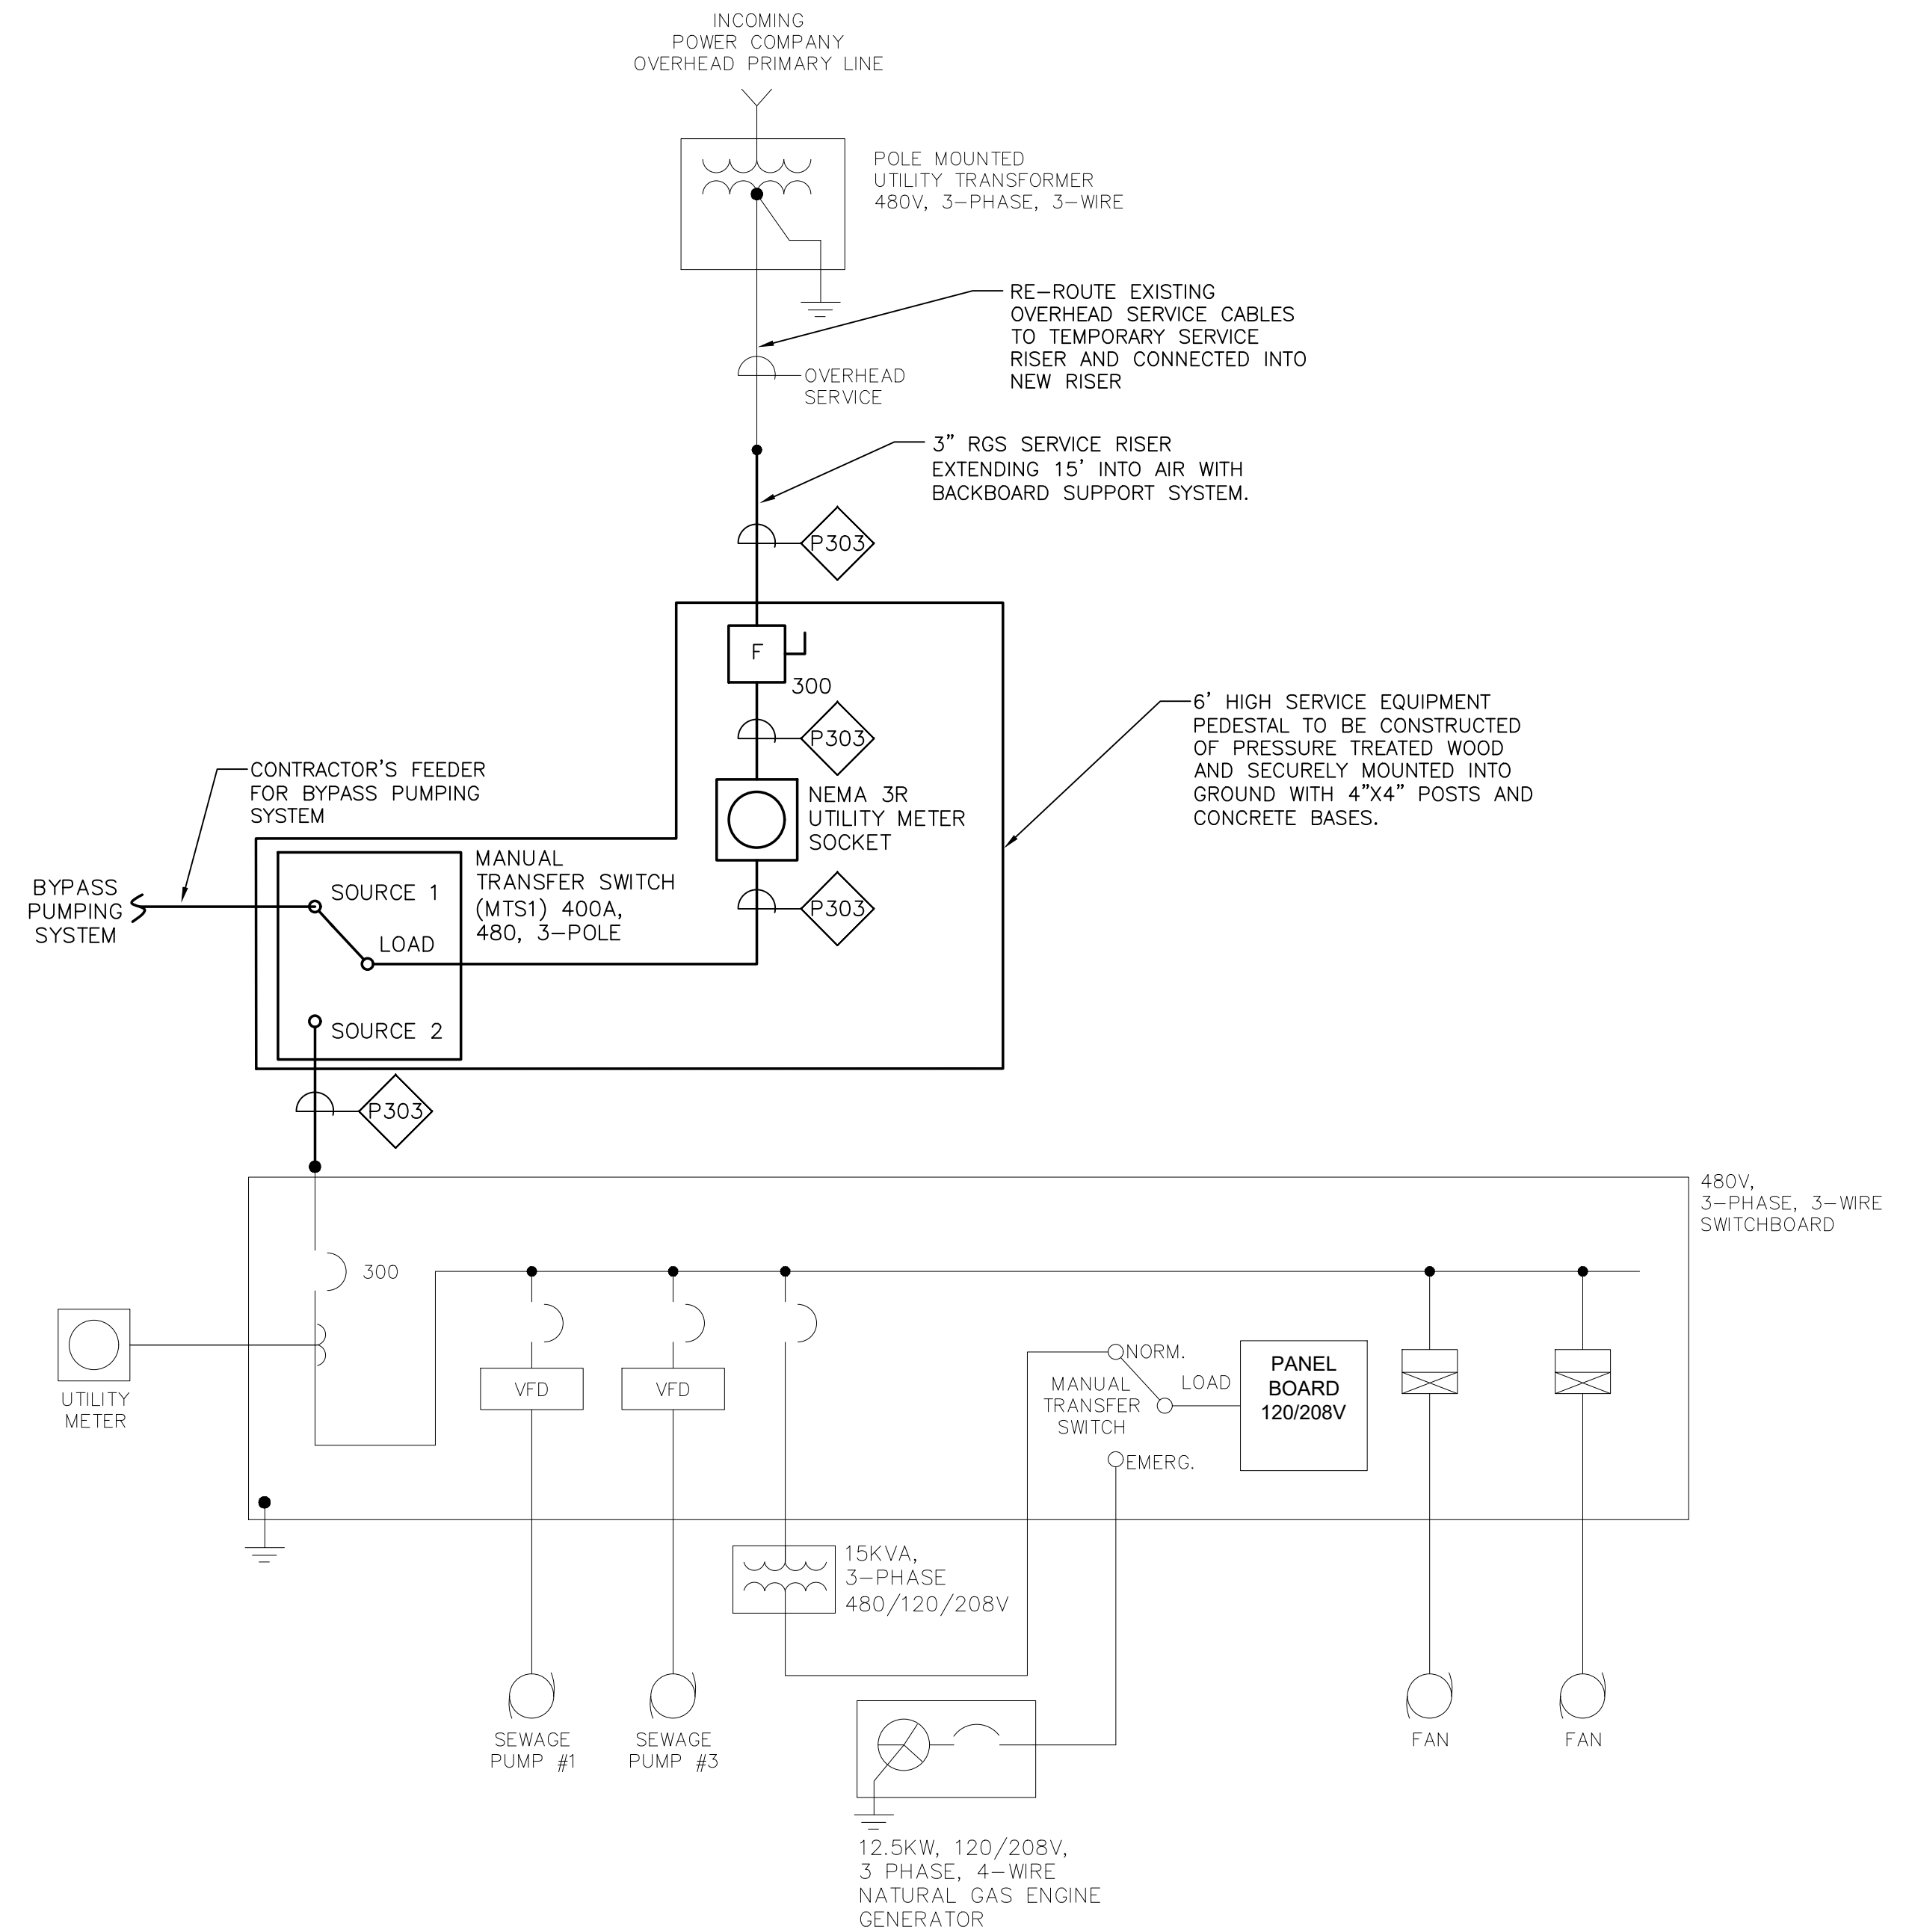 INCOMING
POWER COMPANY
OVERHEAD PRIMARY LINE
POLE MOUNTED
UTILITY TRANSFORMER
480V, 3-PHASE, 3-WIRE
RE-ROUTE EXISTING
OVERHEAD SERVICE CABLES
TO TEMPORARY SERVICE
RISER AND CONNECTED INTO
NEW RISER
OVERHEAD
SERVICE
3" RGS SERVICE RISER
EXTENDING 15' INTO AIR WITH
BACKBOARD SUPPORT SYSTEM.
P303
F
300
P303
6' HIGH SERVICE EQUIPMENT
PEDESTAL TO BE CONSTRUCTED
OF PRESSURE TREATED WOOD
AND SECURELY MOUNTED INTO
GROUND WITH 4"X4" POSTS AND
CONCRETE BASES.
CONTRACTOR'S FEEDER
FOR BYPASS PUMPING
SYSTEM
NEMA 3R
UTILITY METER
SOCKET
P303
BYPASS
PUMPING
SYSTEM
MANUAL
TRANSFER SWITCH
(MTS1) 400A,
480, 3-POLE
SOURCE 1
LOAD
SOURCE 2
P303
480V,
3-PHASE, 3-WIRE
SWITCHBOARD
300
UTILITY
METER
VFD
VFD
NORM.
MANUAL
TRANSFER
SWITCH
LOAD
EMERG.
PANEL
BOARD
120/208V
15KVA,
3-PHASE
480/120/208V
SEWAGE
PUMP #1
SEWAGE
PUMP #3
FAN
FAN
12.5KW, 120/208V,
3 PHASE, 4-WIRE
NATURAL GAS ENGINE
GENERATOR